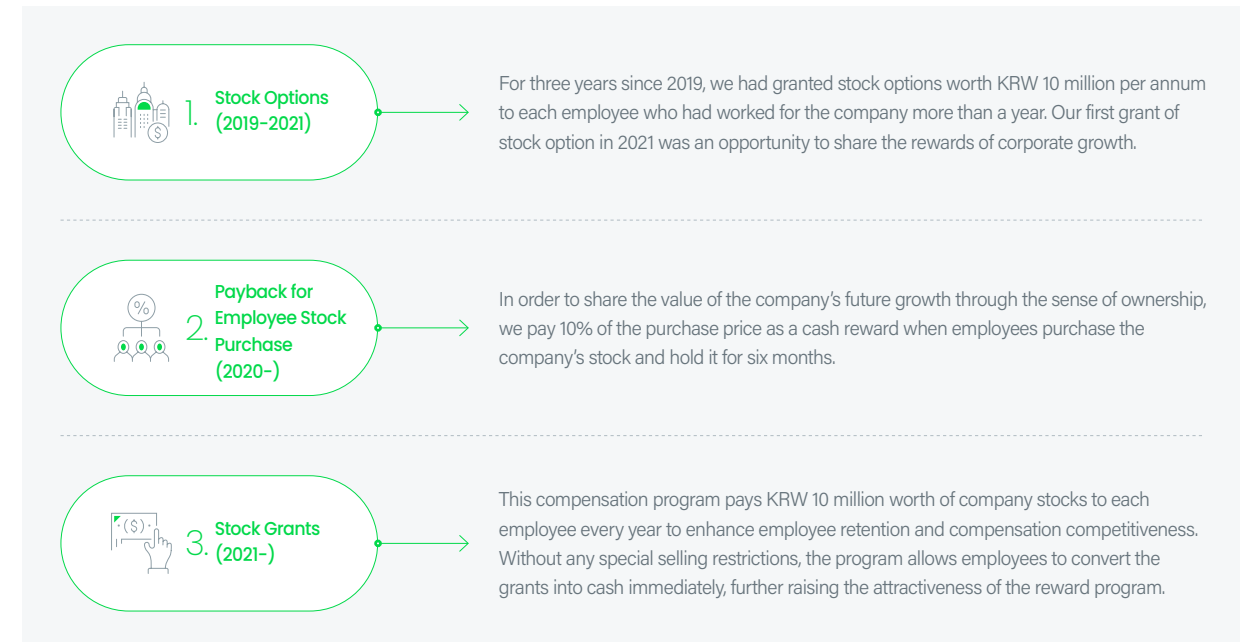 1. Stock Options
(2019-2021)
For three years since 2019, we had granted stock options worth KRW 10 million per annum
to each employee who had worked for the company more than a year. Our first grant of
stock option in 2021 was an opportunity to share the rewards of corporate growth.
$
%
2. Payback for
Employee Stock
Purchase
(2020-)
In order to share the value of the company's future growth through the sense of ownership,
we pay 10% of the purchase price as a cash reward when employees purchase the
company's stock and hold it for six months.
($)
3. Stock Grants
(2021-)
This compensation program pays KRW 10 million worth of company stocks to each
employee every year to enhance employee retention and compensation competitiveness.
Without any special selling restrictions, the program allows employees to convert the
grants into cash immediately, further raising the attractiveness of the reward program.